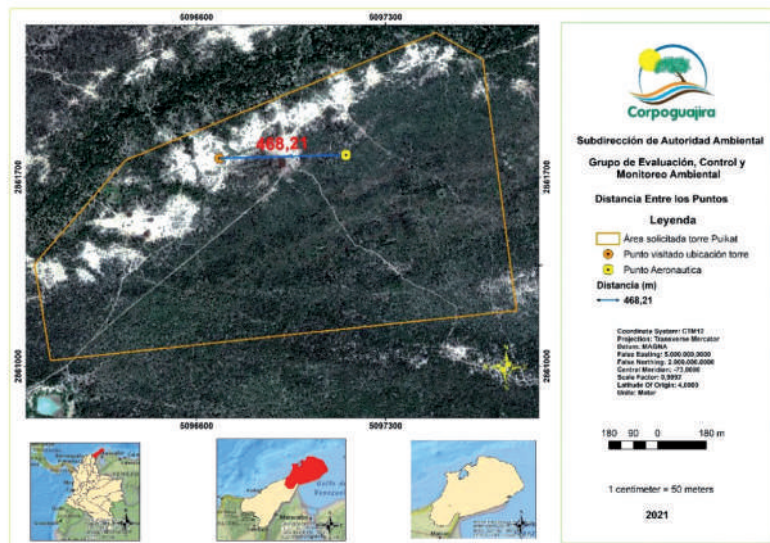 5096600
5097300
2861700
2861000
468,21
2861700
2861000
5096600
5097300
Corpoguajira
Subdirección de Autoridad Ambiental
Grupo de Evaluación, Control y
Monitoreo Ambiental
Distancia Entre los Puntos
Leyenda
Área solicitada torre Puikat
Punto visitado ubicación torre
Punto Aeronautica
Distancia (m)
468,21
Coordinate System: CTM12
Projection: Transverse Mercator
Datum: MAGNA
False Easting: 5.000.000,0000
False Northing: 2.000.000,0000
Central Meridian: -73,0000
Scale Factor: 0,9992
Latitude Of Origin: 4,0000
Units: Meter
180 90 0 180 m
1 centimeter = 50 meters
2021
Golfo de
Maracaibo